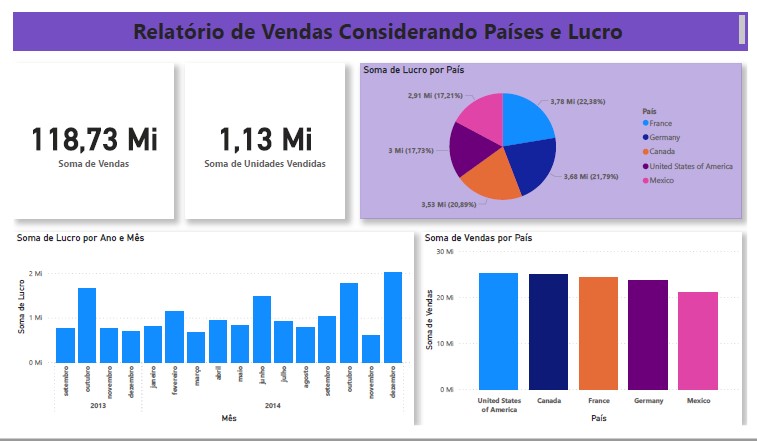 Relatório de Vendas Considerando Países e Lucro
118,73 Mi
Soma de Vendas
1,13 Mi
Soma de Unidades Vendidas
Soma de Lucro por País
2,91 Mi (17,21%)
3,78 Mi (22,38%)
3 Mi (17,73%)
3,68 Mi (21,79%)
3,53 Mi (20,89%)
País
France
Germany
Canada
United States of America
Mexico
Soma de Lucro por Ano e Mês
Soma de Lucro
2 Mi
1 Mi
0 Mi
setembro
outubro
novembro
dezembro
janeiro
fevereiro
março
abril
maio
junho
julho
agosto
setembro
outubro
novembro
dezembro
2013
2014
Mês
Soma de Vendas por País
Soma de Vendas
30 Mi
20 Mi
10 Mi
0 Mi
United States
of America
Canada
France
Germany
Mexico
País